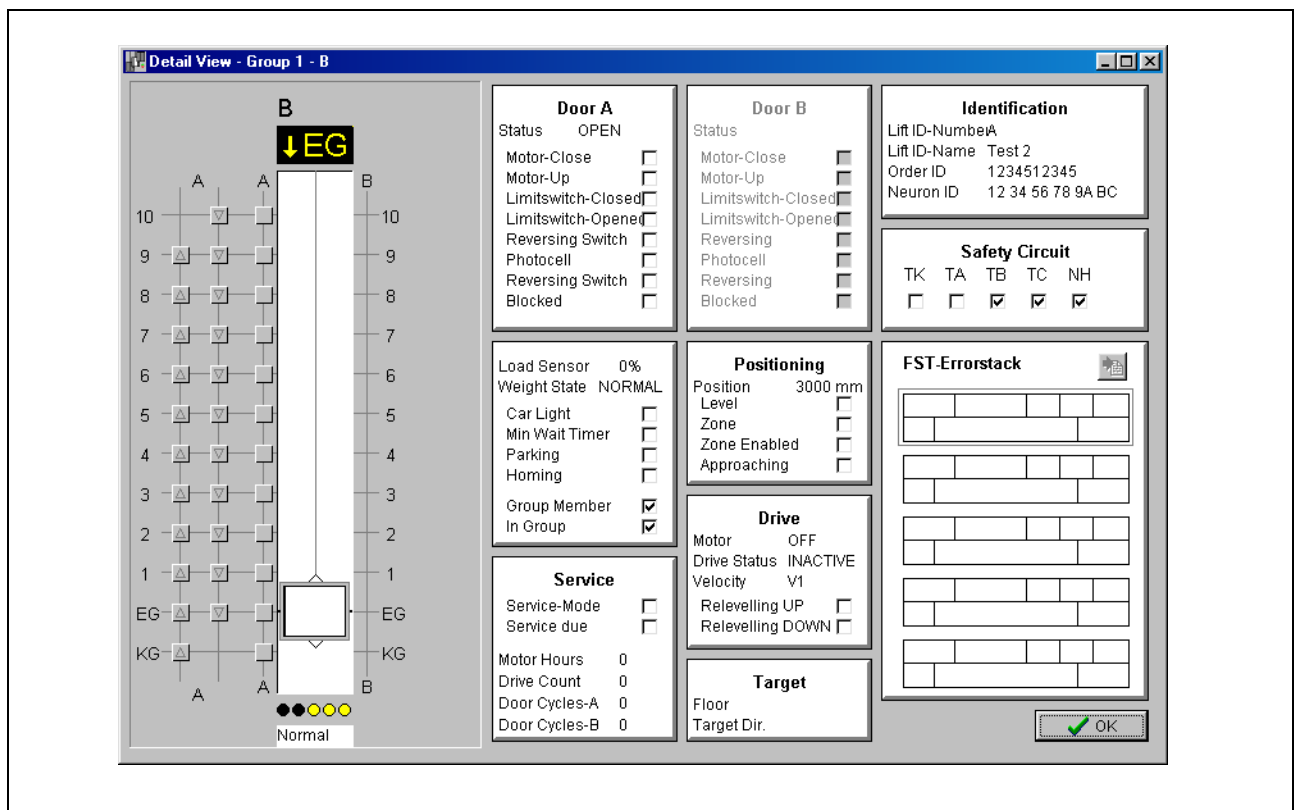 Detail View - Group 1 - B
B
↓EG
A A B
10 10
9 9
8 8
7 7
6 6
5 5
4 4
3 3
2 2
1 1
EG EG
KG KG
A A B
Normal
Door A
Status OPEN
Motor-Close
Motor-Up
Limitswitch-Closed
Limitswitch-Opened
Reversing Switch
Photocell
Reversing Switch
Blocked
Load Sensor 0%
Weight State NORMAL
Car Light
Min Wait Timer
Parking
Homing
Group Member
In Group
Service
Service-Mode
Service due
Motor Hours 0
Drive Count 0
Door Cycles-A 0
Door Cycles-B 0
Door B
Status
Motor-Close
Motor-Up
Limitswitch-Closed
Limitswitch-Opened
Reversing
Photocell
Reversing
Blocked
Positioning
Position 3000 mm
Level
Zone
Zone Enabled
Approaching
Drive
Motor OFF
Drive Status INACTIVE
Velocity V1
Relevelling UP
Relevelling DOWN
Target
Floor
Target Dir.
Identification
Lift ID-Number A
Lift ID-Name Test 2
Order ID 1234512345
Neuron ID 12 34 56 78 9A BC
Safety Circuit
TK TA TB TC NH
FST-Errorstack
OK